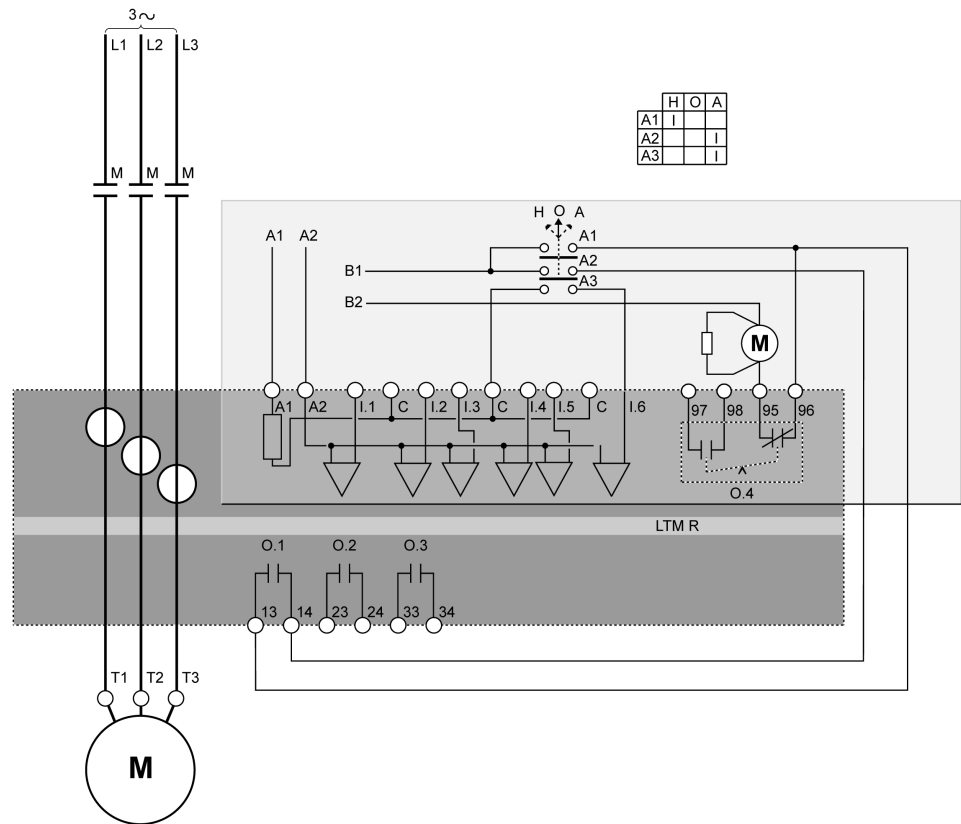 3~
L1 L2 L3
M M M
H O A
A1 I
A2 I
A3 I
H O A
A1
A2
A3
A1 A2
B1
B2
M
A1 A2 I.1 C I.2 I.3 C I.4 I.5 C I.6 97 98 95 96
O.4
LTM R
O.1 O.2 O.3
13 14 23 24 33 34
T1 T2 T3
M